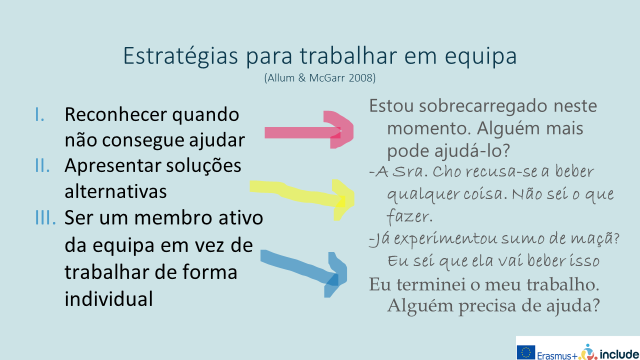 Estratégias para trabalhar em equipa
(Allum & McGarr 2008)
I. Reconhecer quando
não consegue ajudar
II. Apresentar soluções
alternativas
III. Ser um membro ativo
da equipa em vez de
trabalhar de forma
individual
Estou sobrecarregado neste
momento. Alguém mais
pode ajudá-lo?
-A Sra. Cho recusa-se a beber
qualquer coisa. Não sei o que
fazer.
-Já experimentou sumo de maçã?
Eu sei que ela vai beber isso
Eu terminei o meu trabalho.
Alguém precisa de ajuda?
Erasmus+ include